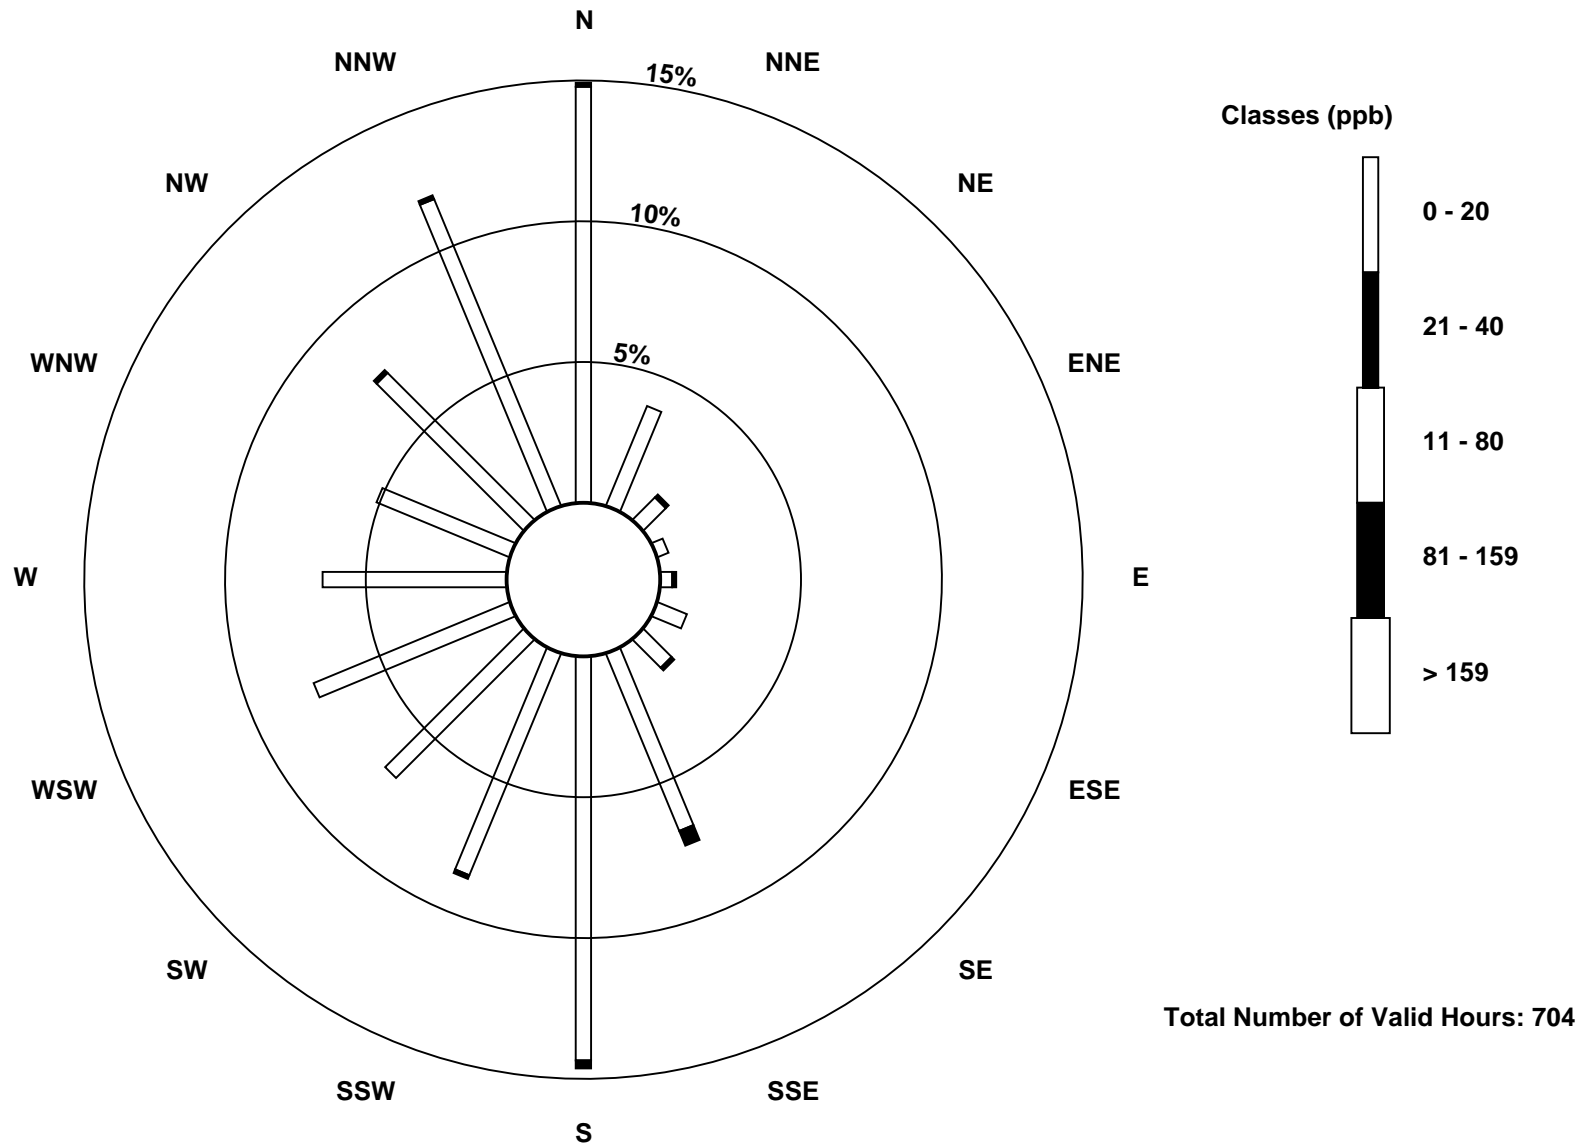 N
NNW
NNE
15%
Classes (ppb)
NW
NE
0 - 20
10%
21 - 40
5%
WNW
ENE
11 - 80
81 - 159
W
E
> 159
WSW
ESE
SW
SE
Total Number of Valid Hours: 704
SSW
SSE
S